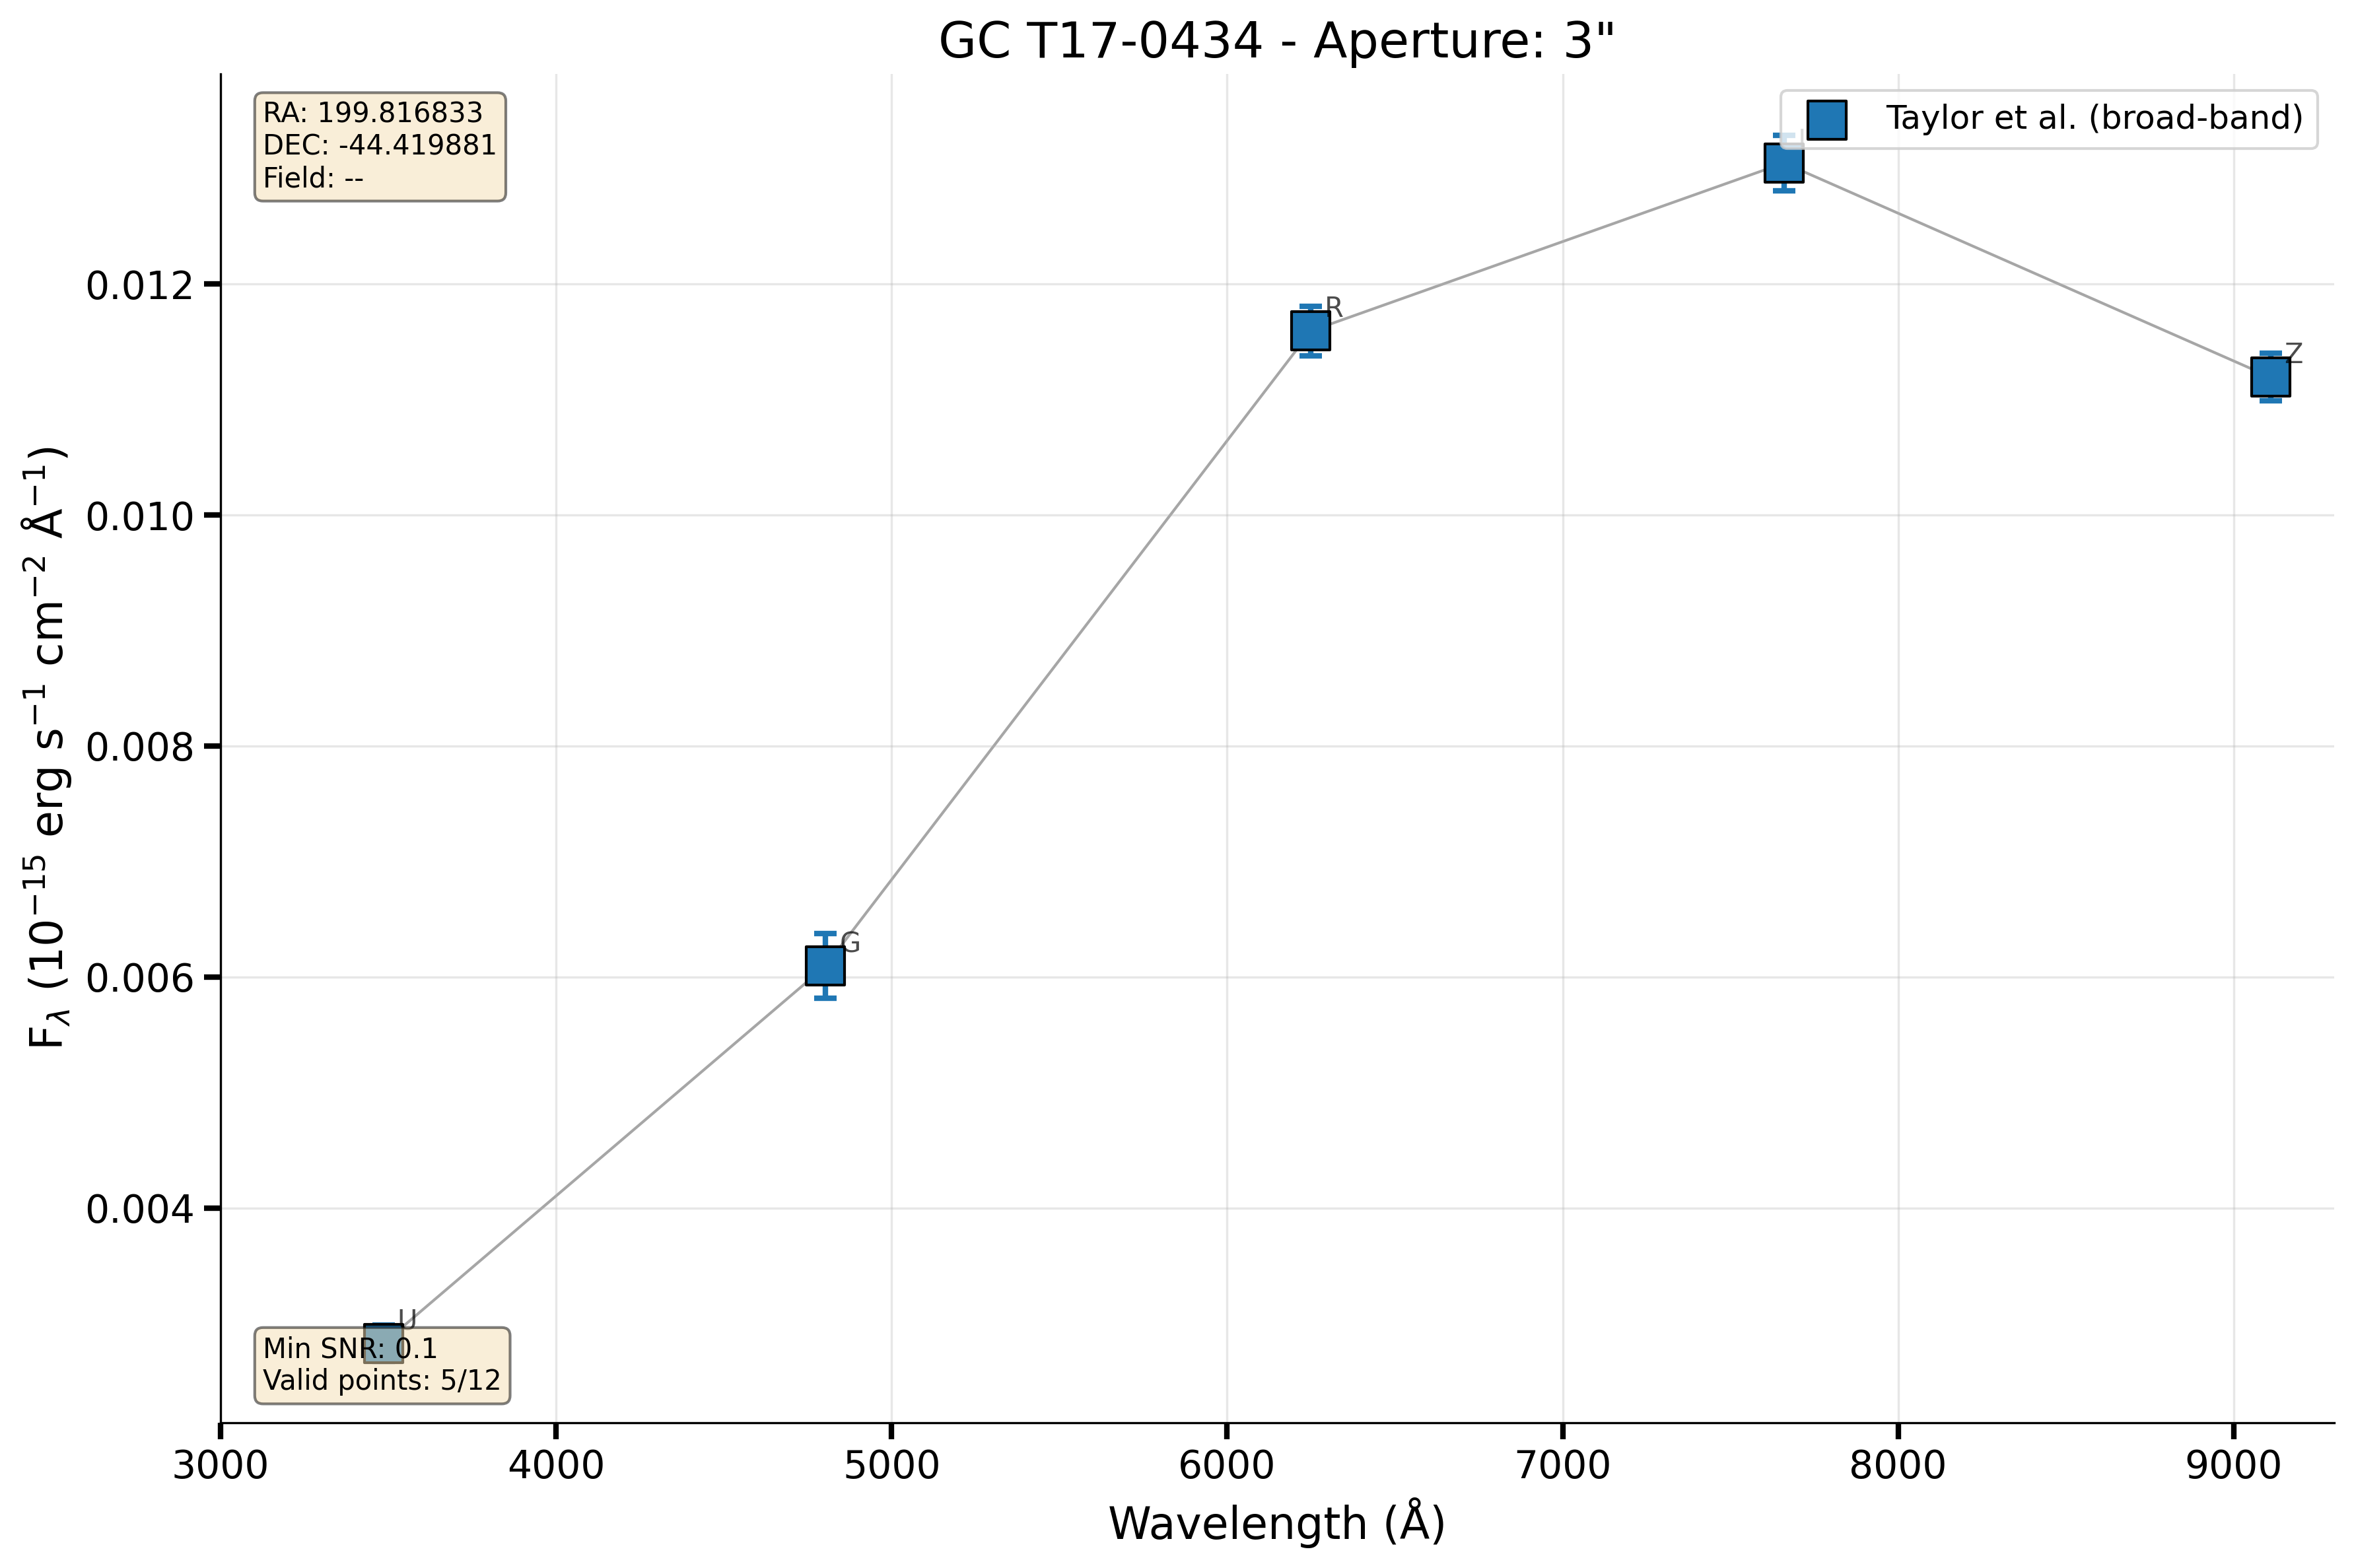 GC T17-0434 - Aperture: 3"
RA: 199.816833
DEC: -44.419881
Field: --
Taylor et al. (broad-band)
I
R
Z
G
U
0.012
0.010
0.008
0.006
0.004
F_λ (10⁻¹⁵ erg s⁻¹ cm⁻² Å⁻¹)
Min SNR: 0.1
Valid points: 5/12
3000 4000 5000 6000 7000 8000 9000
Wavelength (Å)